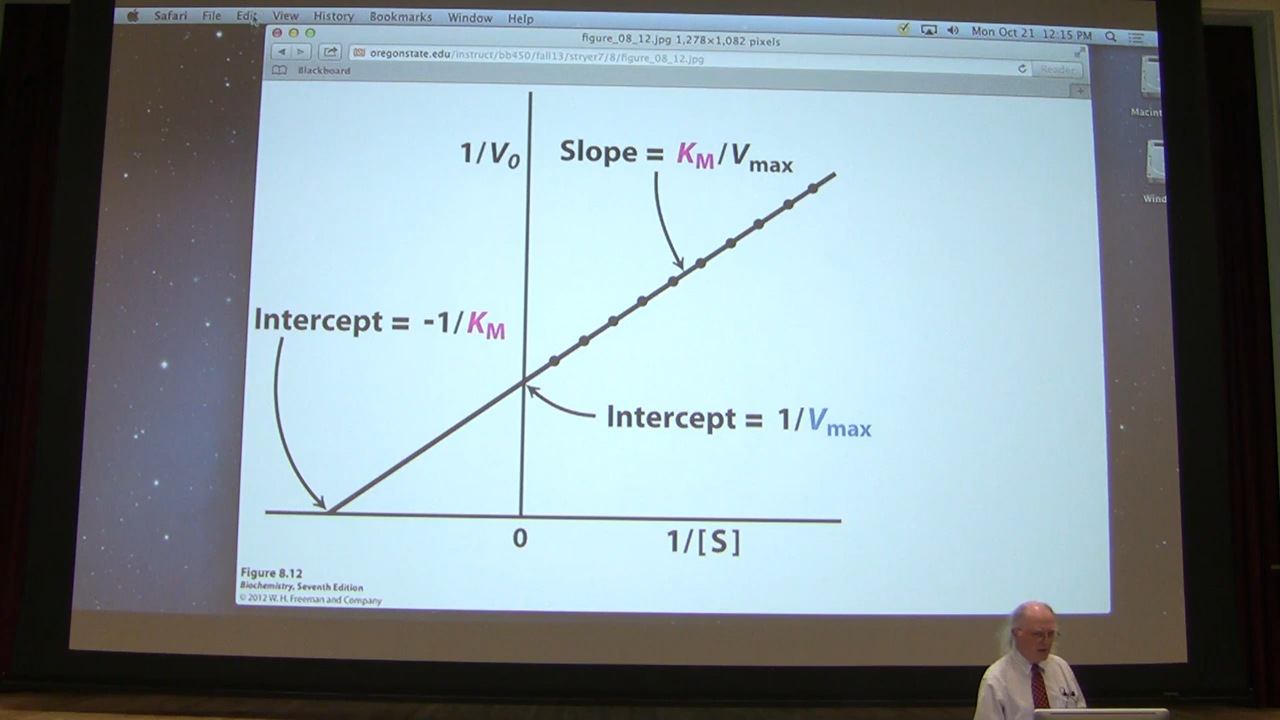 Safari File Edit View History Bookmarks Window Help Mon Oct 21 12:15 PM
figure_08_12.jpg 1,278×1,082 pixels
oregonstate.edu/instruct/bb450/fall13/stryer7/8/figure_08_12.jpg Reader
Blackboard
Macint
Wind
1/V0
Slope = KM/Vmax
Intercept = -1/KM
Intercept = 1/Vmax
0
1/[S]
Figure 8.12
Biochemistry, Seventh Edition
© 2012 W. H. Freeman and Company